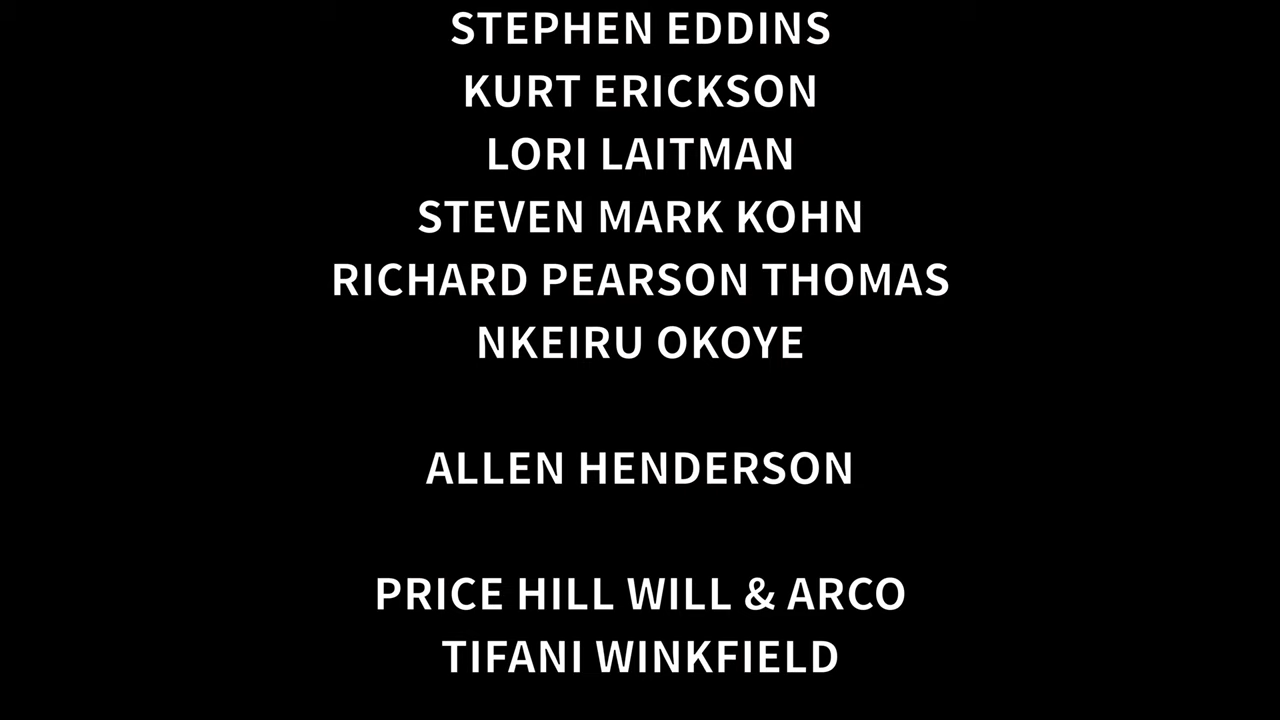 STEPHEN EDDINS
KURT ERICKSON
LORI LAITMAN
STEVEN MARK KOHN
RICHARD PEARSON THOMAS
NKEIRU OKOYE
ALLEN HENDERSON
PRICE HILL WILL & ARCO
TIFANI WINKFIELD